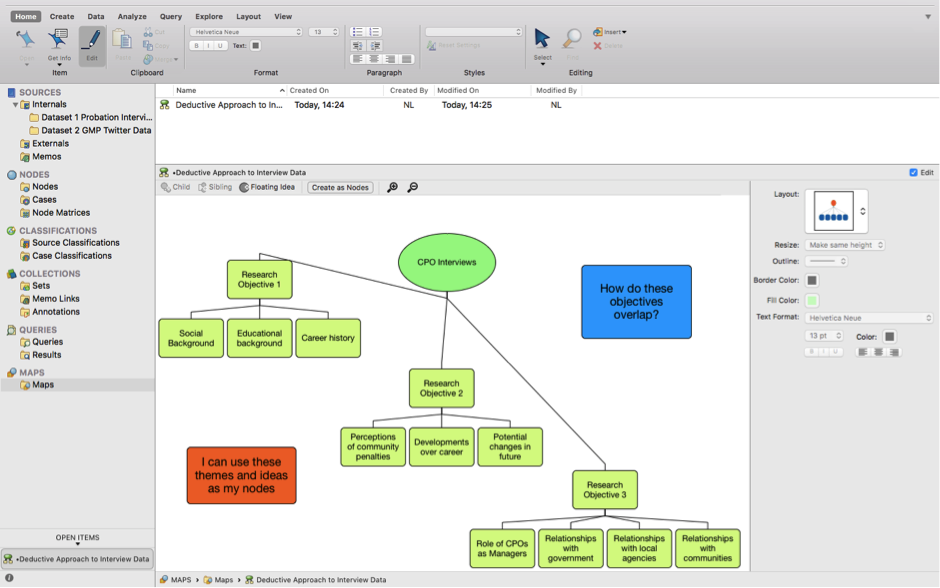 Home Create Data Analyze Query Explore Layout View
Helvetica Neue 13
Open Get Info Edit Paste Cut
Copy
Merge
B I U Text:
Reset Settings
Select Find Insert
Delete
Item Clipboard Format Paragraph Styles Editing
SOURCES
Internals
Dataset 1 Probation Intervi...
Dataset 2 GMP Twitter Data
Externals
Memos
NODES
Nodes
Cases
Node Matrices
CLASSIFICATIONS
Source Classifications
Case Classifications
COLLECTIONS
Sets
Memo Links
Annotations
QUERIES
Queries
Results
MAPS
Maps
OPEN ITEMS
•Deductive Approach to Interview Data
Name Created On Created By Modified On Modified By
Deductive Approach to In... Today, 14:24 NL Today, 14:25 NL
•Deductive Approach to Interview Data Edit
Child Sibling Floating Idea Create as Nodes
CPO Interviews
Research
Objective 1
Social
Background
Educational
background
Career history
How do these
objectives
overlap?
Research
Objective 2
Perceptions
of community
penalties
Developments
over career
Potential
changes in
future
I can use these
themes and ideas
as my nodes
Research
Objective 3
Role of CPOs
as Managers
Relationships
with
government
Relationships
with local
agencies
Relationships
with
communities
Layout:
Resize: Make same height
Outline:
Border Color:
Fill Color:
Text Format: Helvetica Neue
13 pt Color:
B I U
MAPS Maps Deductive Approach to Interview Data